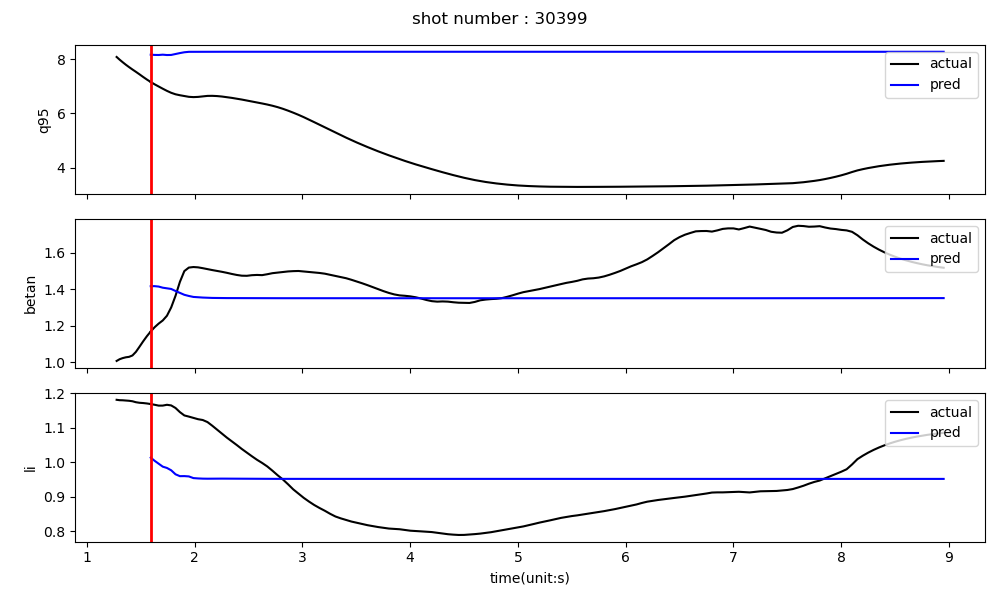 shot number : 30399
8
6
4
q95
actual
pred
1.6
1.4
1.2
1.0
betan
actual
pred
1.2
1.1
1.0
0.9
0.8
li
actual
pred
1 2 3 4 5 6 7 8 9
time(unit:s)